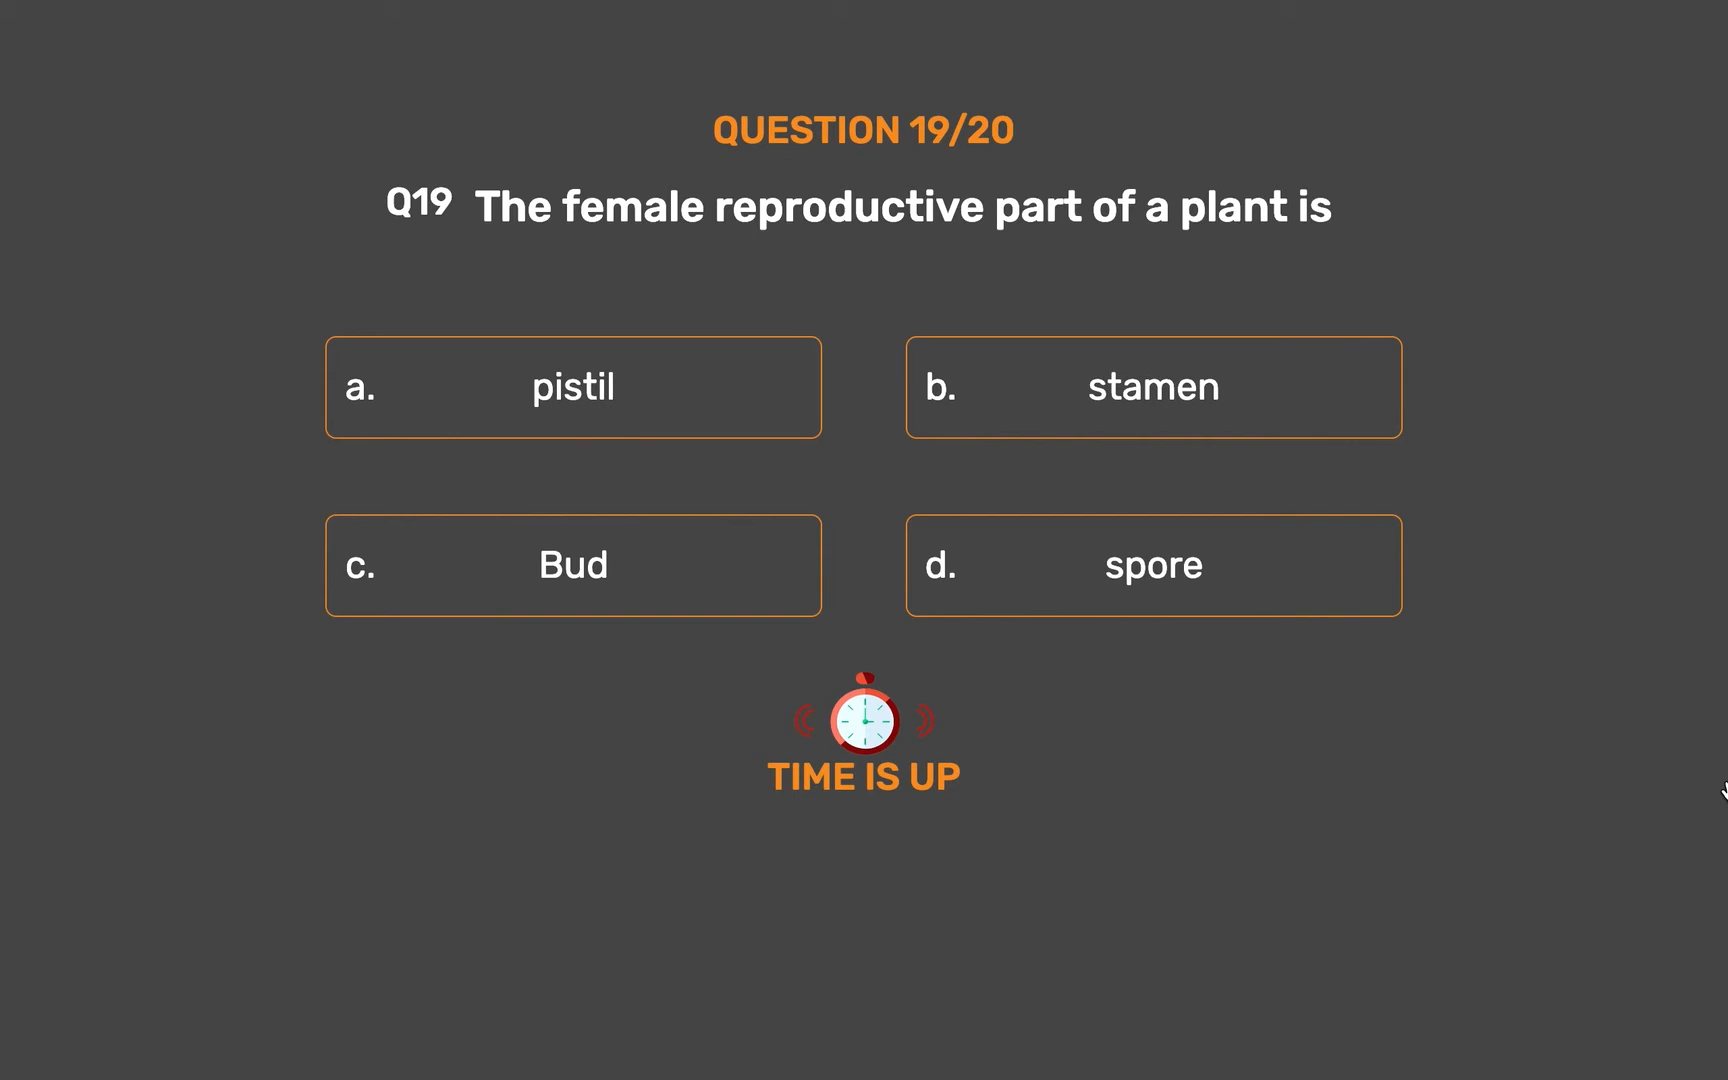 QUESTION 19/20
Q19 The female reproductive part of a plant is
a. pistil
b. stamen
c. Bud
d. spore
TIME IS UP